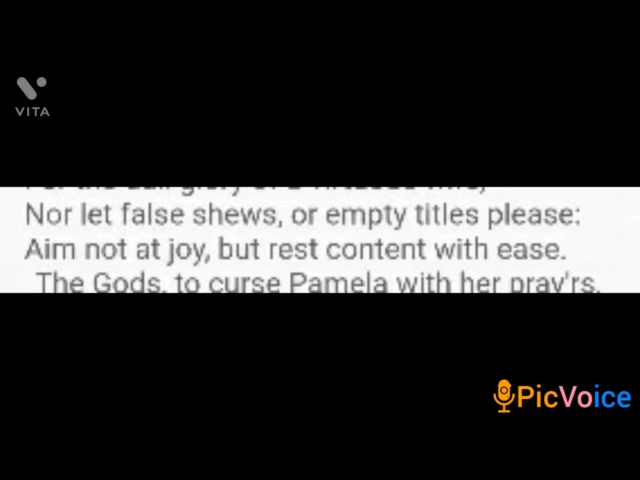 VITA
Nor let false shews, or empty titles please:
Aim not at joy, but rest content with ease.
The Gods, to curse Pamela with her pray'rs,
PicVoice